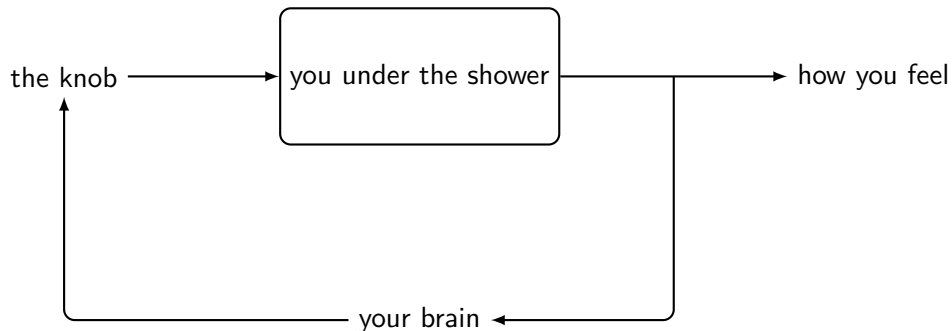 the knob
you under the shower
how you feel
your brain